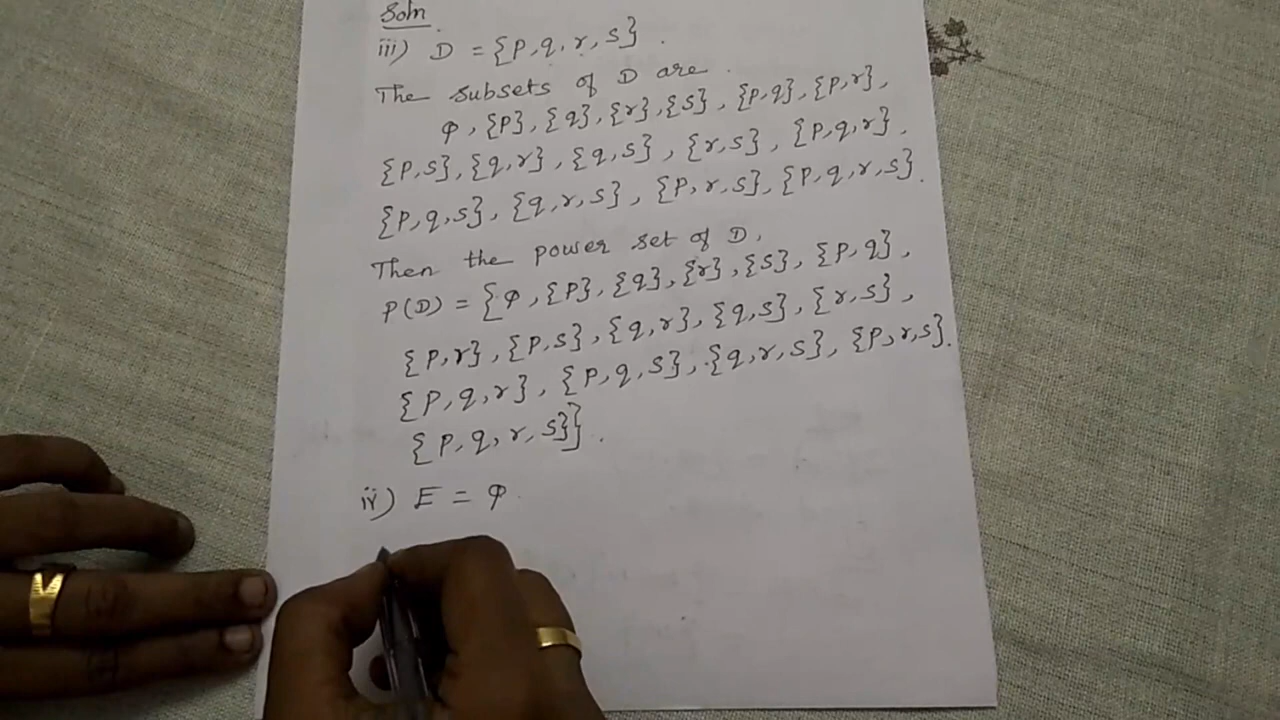 Soln
iii) D = {p, q, r, s}.
The subsets of D are.
φ, {p}, {q}, {r}, {s}, {p,q}, {p,r},
{p,s}, {q,r}, {q,s}, {r,s}, {p,q,r},
{p,q,s}, {q,r,s}, {p,r,s}, {p,q,r,s}.
Then the power set of D,
P(D) = {φ, {p}, {q}, {r}, {s}, {p,q},
{p,r}, {p,s}, {q,r}, {q,s}, {r,s},
{p,q,r}, {p,q,s}, {q,r,s}, {p,r,s}.
{p,q,r,s}}.
iv) E = φ